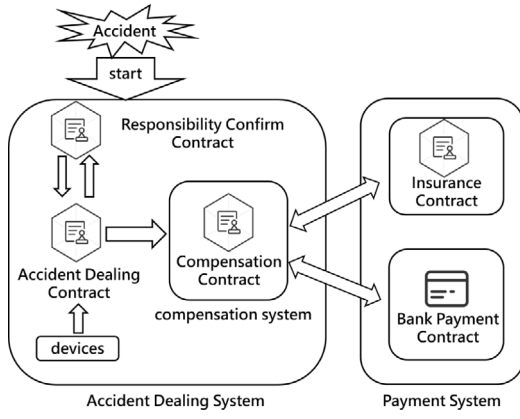 Accident
start
Responsibility Confirm
Contract
Accident Dealing
Contract
devices
Compensation
Contract
compensation system
Insurance
Contract
Bank Payment
Contract
Accident Dealing System
Payment System